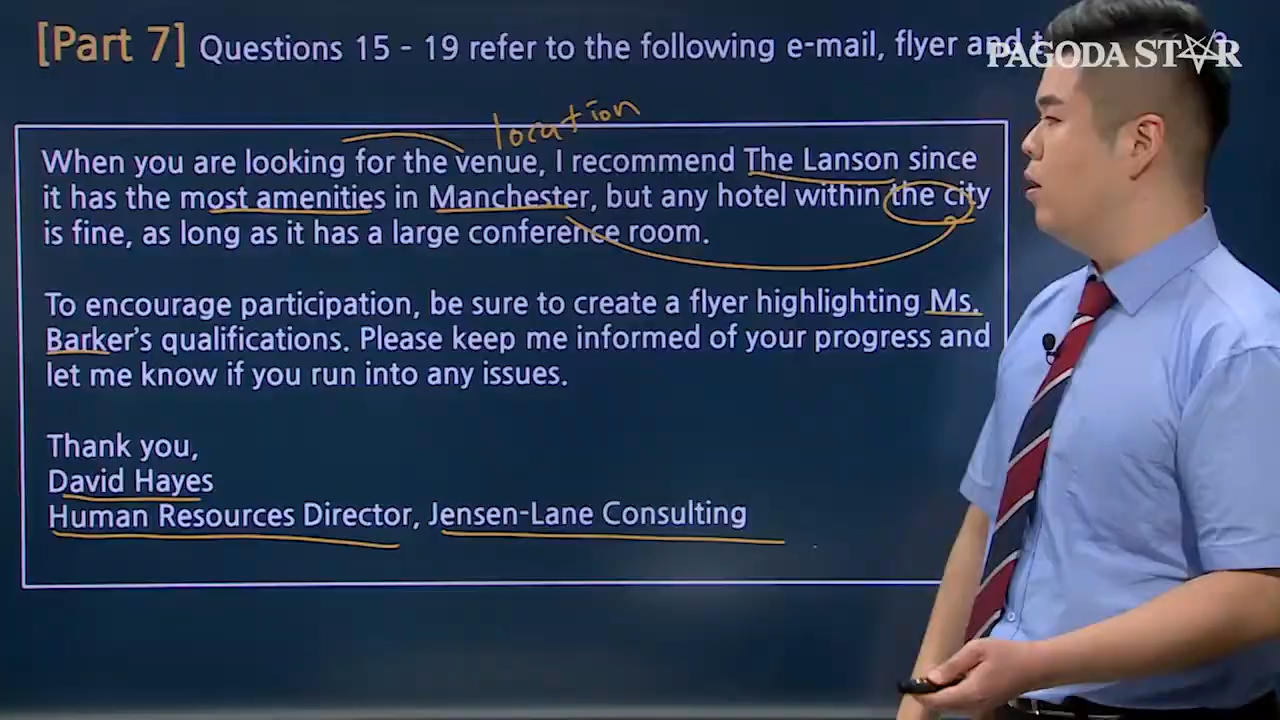 [Part 7] Questions 15 - 19 refer to the following e-mail, flyer and
PAGODA STAR
location
When you are looking for the venue, I recommend The Lanson since
it has the most amenities in Manchester, but any hotel within the city
is fine, as long as it has a large conference room.
To encourage participation, be sure to create a flyer highlighting Ms.
Barker's qualifications. Please keep me informed of your progress and
let me know if you run into any issues.
Thank you,
David Hayes
Human Resources Director, Jensen-Lane Consulting